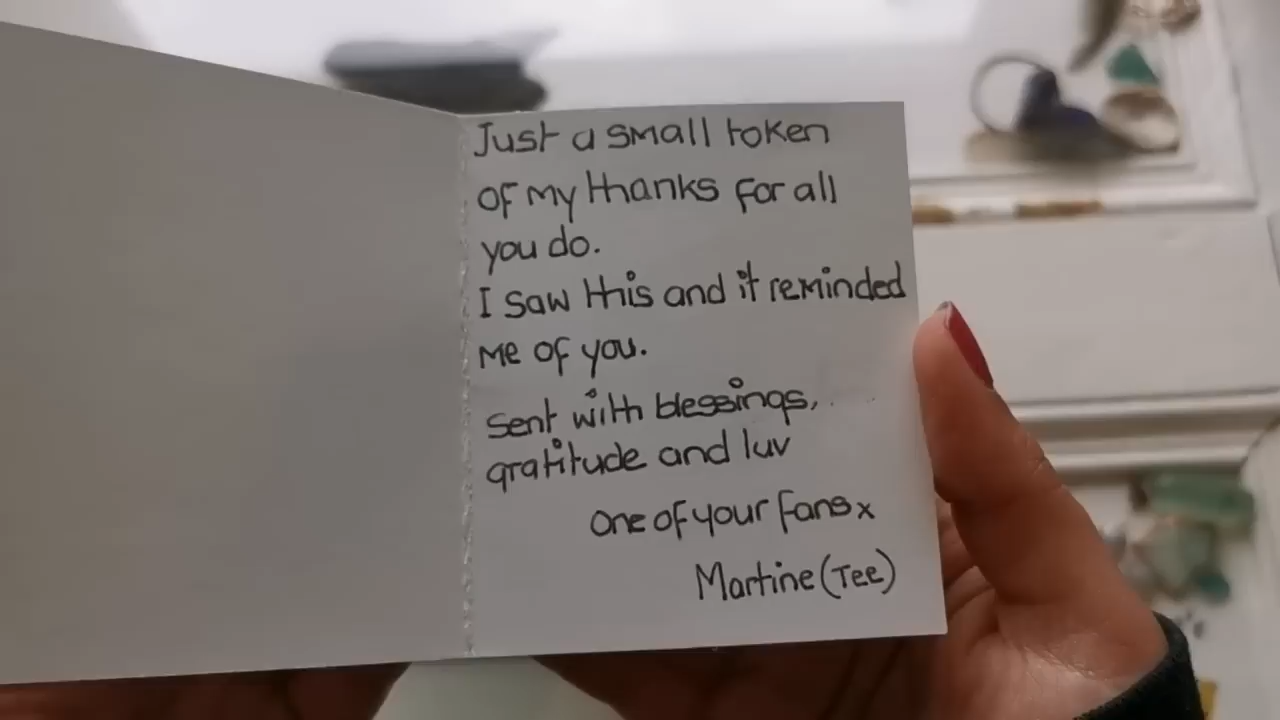 Just a small token
of my thanks for all
you do.
I saw this and it reminded
me of you.
Sent with blessings,
gratitude and luv
One of your fans x
Martine (Tee)